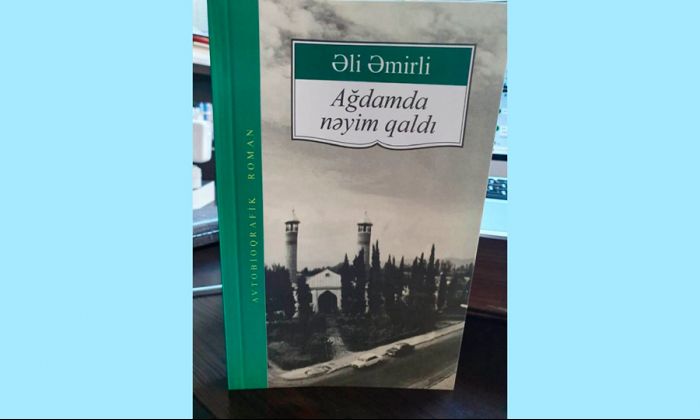 Əli Əmirli
Ağdamda
nəyim qaldı
AVTOBİOQRAFİK ROMAN